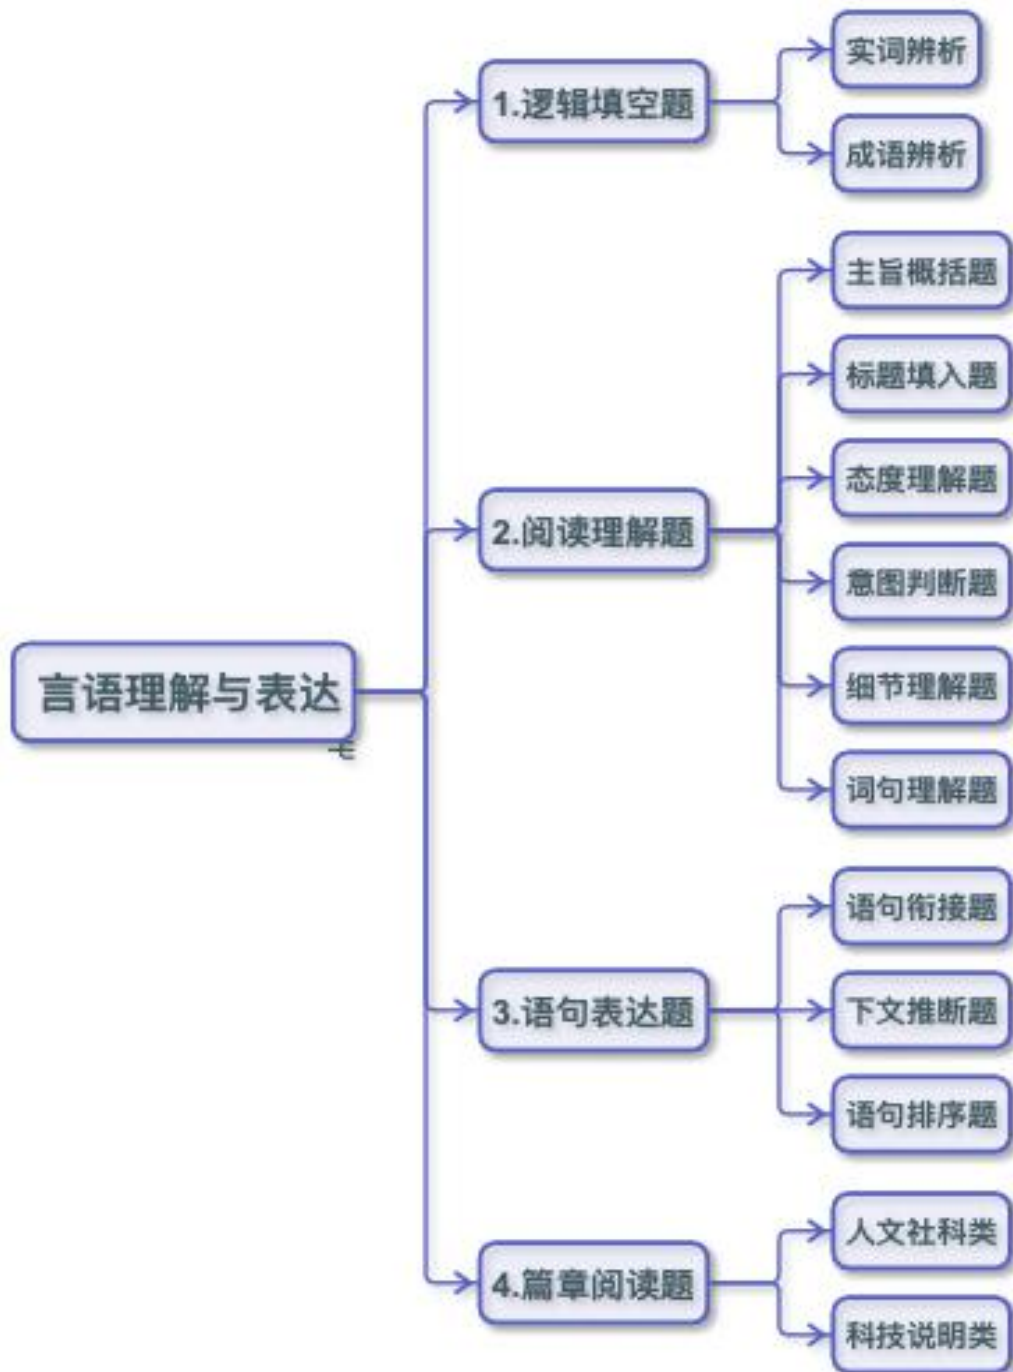 言语理解与表达
1.逻辑填空题
实词辨析
成语辨析
2.阅读理解题
主旨概括题
标题填入题
态度理解题
意图判断题
细节理解题
词句理解题
3.语句表达题
语句衔接题
下文推断题
语句排序题
4.篇章阅读题
人文社科类
科技说明类